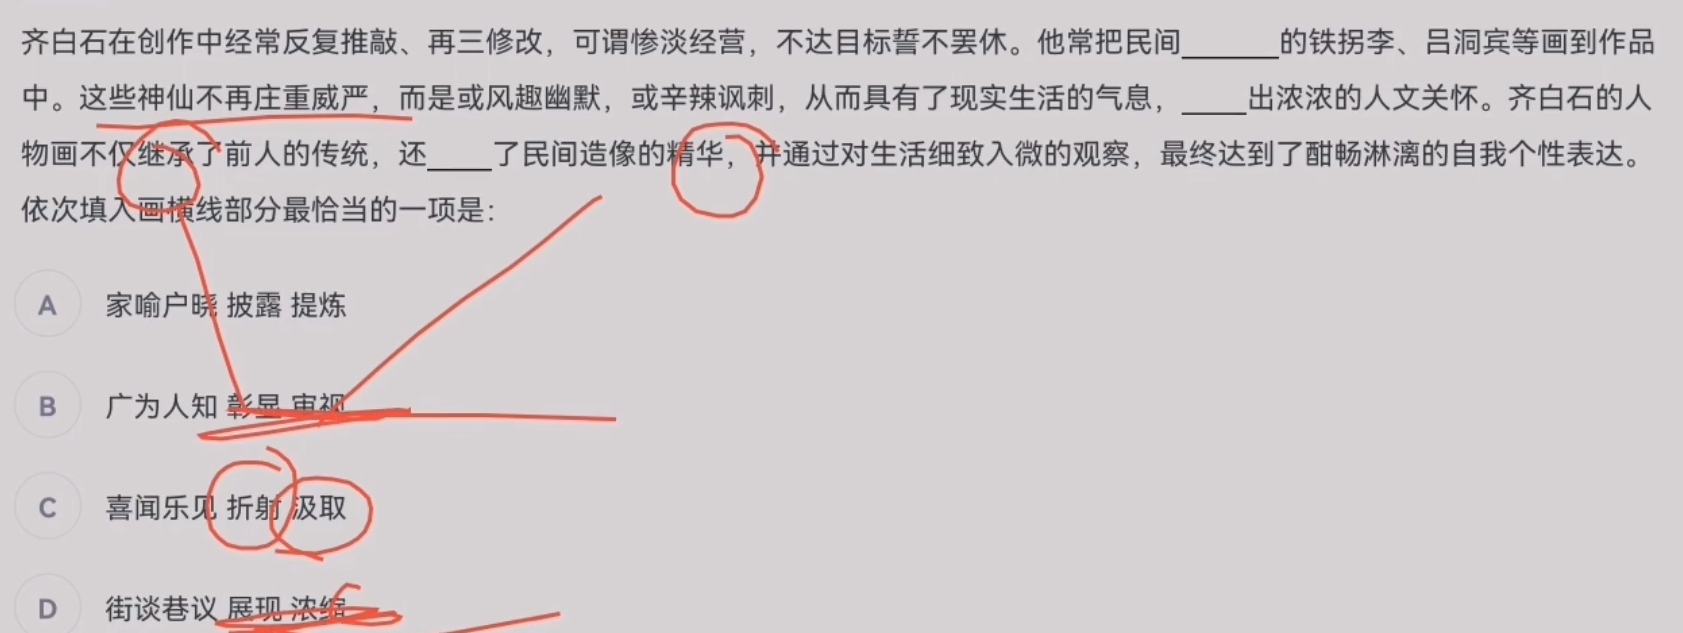 齐白石在创作中经常反复推敲、再三修改，可谓惨淡经营，不达目标誓不罢休。他常把民间______的铁拐李、吕洞宾等画到作品
中。这些神仙不再庄重威严，而是或风趣幽默，或辛辣讽刺，从而具有了现实生活的气息，____出浓浓的人文关怀。齐白石的人
物画不仅继承了前人的传统，还____了民间造像的精华，并通过对生活细致入微的观察，最终达到了酣畅淋漓的自我个性表达。
依次填入画横线部分最恰当的一项是：
A 家喻户晓 披露 提炼
B 广为人知 彰显 审视
C 喜闻乐见 折射 汲取
D 街谈巷议 展现 浓缩